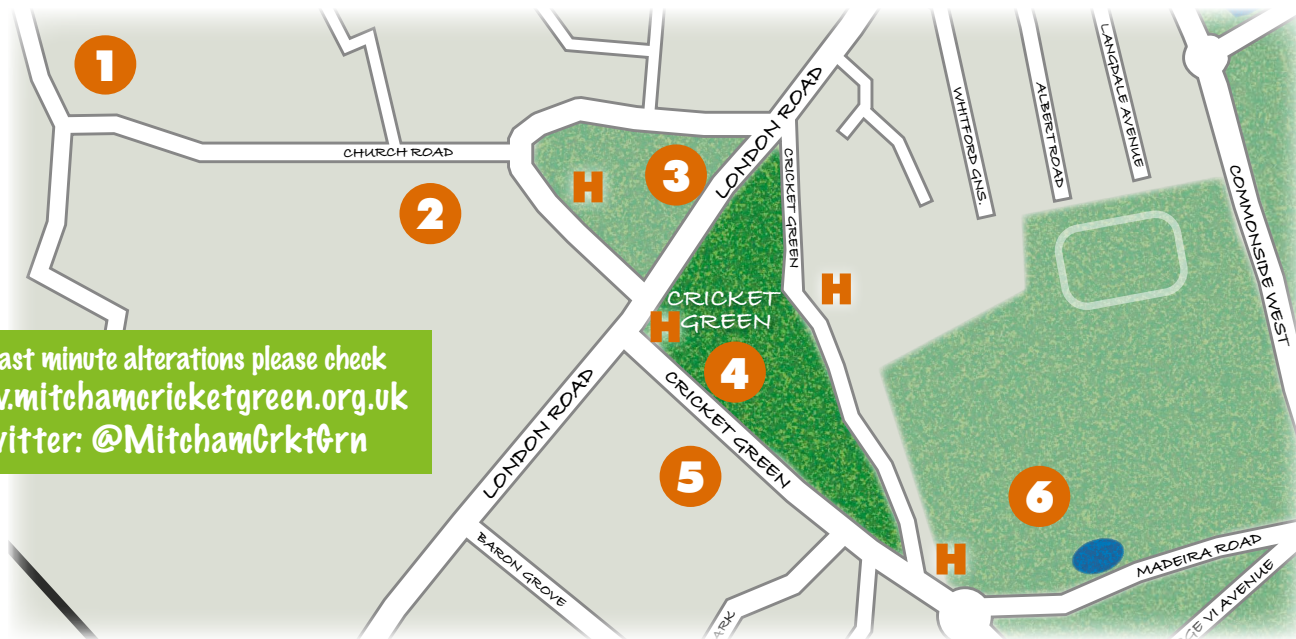 1
2
3
4
5
6
H
H
H
H
CHURCH ROAD
LONDON ROAD
CRICKET GREEN
WHITFORD GNS.
ALBERT ROAD
LANGDALE AVENUE
COMMONSIDE WEST
CRICKET
GREEN
CRICKET GREEN
LONDON ROAD
BARON GROVE
MADEIRA ROAD
VI AVENUE
minute alterations please check
.mitchamcricketgreen.org.uk
@MitchamCrktGrn